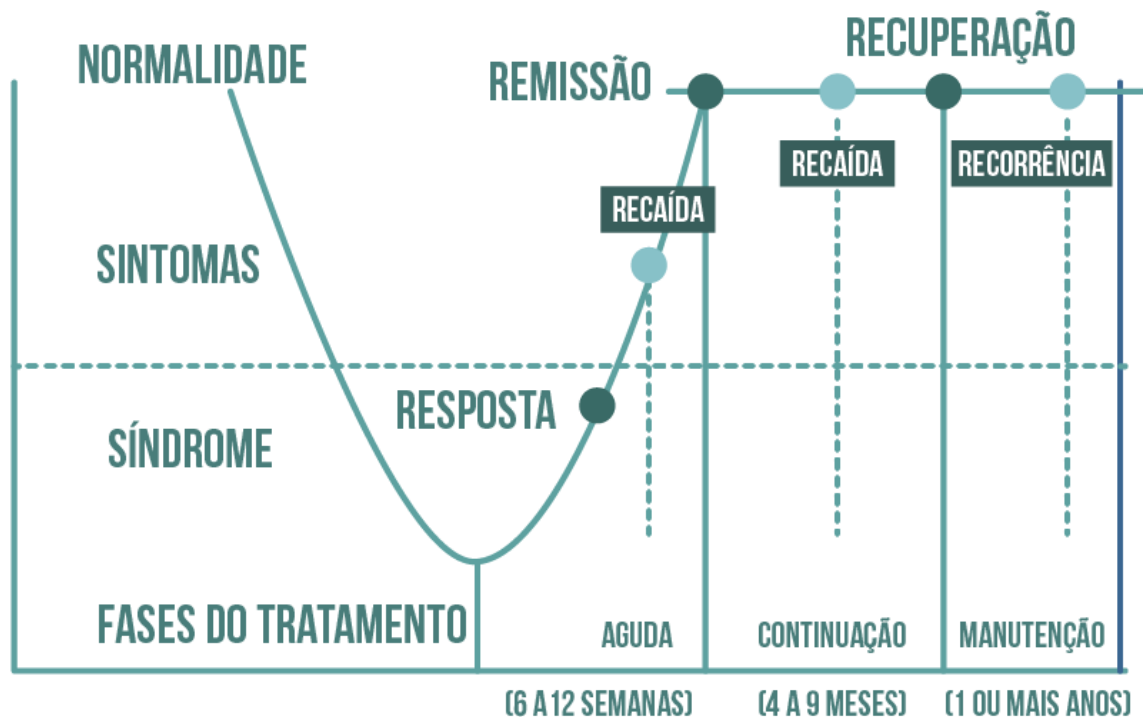 RECUPERAÇÃO
NORMALIDADE
REMISSÃO
RECAÍDA
RECORRÊNCIA
RECAÍDA
SINTOMAS
RESPOSTA
SÍNDROME
FASES DO TRATAMENTO
AGUDA
CONTINUAÇÃO
MANUTENÇÃO
(6 A 12 SEMANAS)
(4 A 9 MESES)
(1 OU MAIS ANOS)